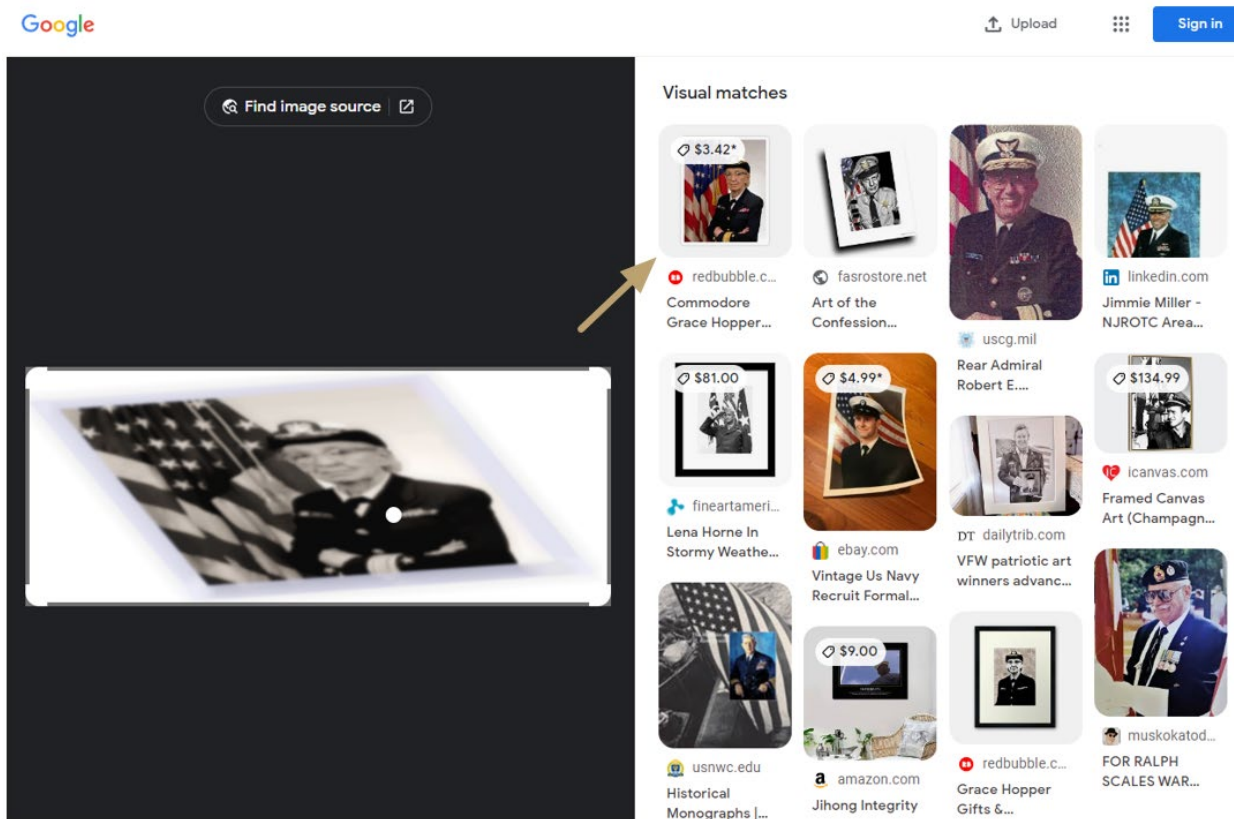 Google
Upload
Sign in
Find image source
Visual matches
$3.42*
redbubble.c...
Commodore
Grace Hopper...
fasrostore.net
Art of the
Confession...
uscg.mil
Rear Admiral
Robert E....
linkedin.com
Jimmie Miller -
NJROTC Area...
$81.00
fineartameri...
Lena Horne In
Stormy Weathe...
$4.99*
ebay.com
Vintage Us Navy
Recruit Formal...
DT dailytrib.com
VFW patriotic art
winners advanc...
$134.99
icanvas.com
Framed Canvas
Art (Champagn...
usnwc.edu
Historical
Monographs |...
$9.00
amazon.com
Jihong Integrity
redbubble.c...
Grace Hopper
Gifts &...
muskokatod...
FOR RALPH
SCALES WAR...